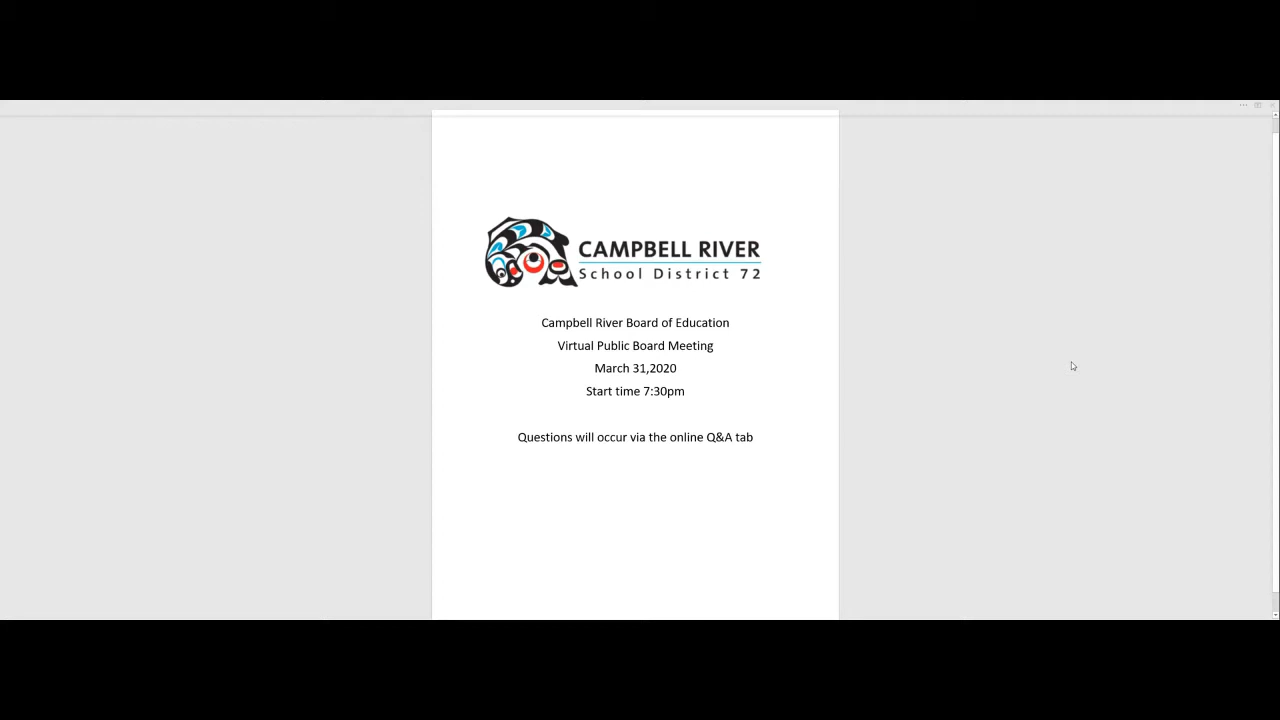 CAMPBELL RIVER
School District 72
Campbell River Board of Education
Virtual Public Board Meeting
March 31,2020
Start time 7:30pm
Questions will occur via the online Q&A tab